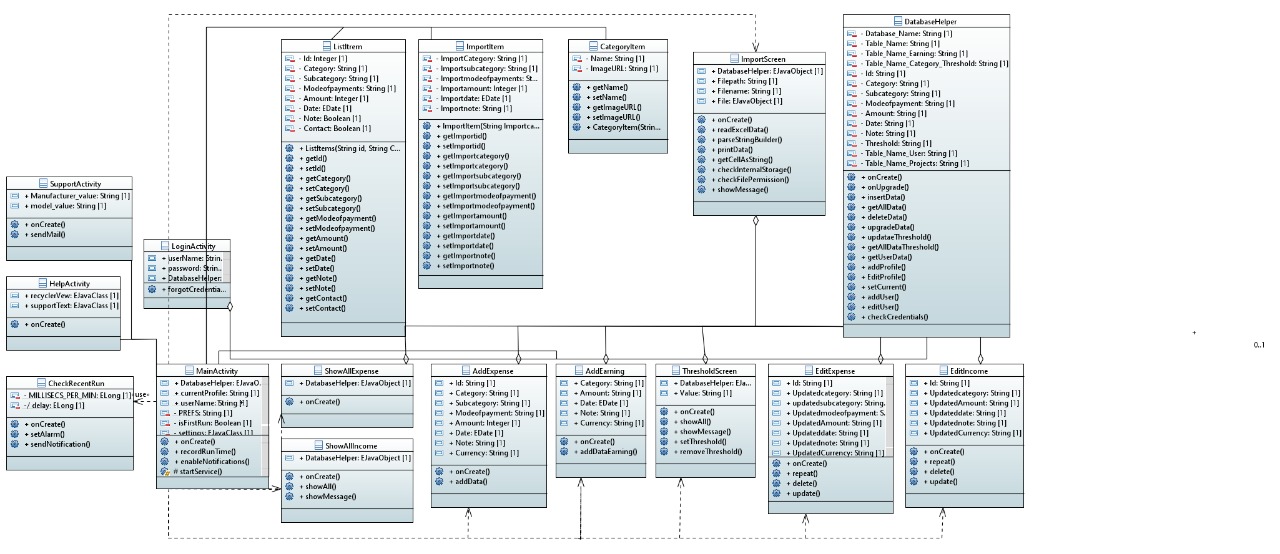 ListItrem
- Id: Integer [1]
- Category: String [1]
- Subcategory: String [1]
- Modeofpayments: String [1]
- Amount: Integer [1]
- Date: EDate [1]
- Note: Boolean [1]
- Contact: Boolean [1]
+ ListItems(String id, String C...
+ getId()
+ setId()
+ getCategory()
+ setCategory()
+ getSubcategory()
+ setSubcategory()
+ getModeofpayment()
+ setModeofpayment()
+ getAmount()
+ setAmount()
+ getDate()
+ setDate()
+ getNote()
+ setNote()
+ getContact()
+ setContact()
ImportItem
- ImportCategory: String [1]
- Importsubcategory: String [1]
- Importmodeofpayments: St...
- Importamount: Integer [1]
- Importdate: EDate [1]
- Importnote: String [1]
+ ImportItem(String Importca...
+ getImportid()
+ setImportid()
+ getImportcategory()
+ setImportcategory()
+ getImportsubcategory()
+ setImportsubcategory()
+ getImportmodeofpayment()
+ setImportmodeofpayment()
+ getImportamount()
+ setImportamount()
+ getImportdate()
+ setImportdate()
+ getImportnote()
+ setImportnote()
CategoryItem
- Name: String [1]
- ImageURL: String [1]
+ getName()
+ setName()
+ getImageURL()
+ setImageURL()
+ CategoryItem(Strin...
ImportScreen
+ DatabaseHelper: EJavaObject [1]
+ Filepath: String [1]
+ Filename: String [1]
+ File: EJavaObject [1]
+ onCreate()
+ readExcelData()
+ parseStringBuilder()
+ printData()
+ getCellAsString()
+ checkInternalStorage()
+ checkFilePermission()
+ showMessage()
DatabaseHelper
- Database_Name: String [1]
- Table_Name: String [1]
- Table_Name_Earning: String [1]
- Table_Name_Category_Threshold: String [1]
- Id: String [1]
- Category: String [1]
- Subcategory: String [1]
- Modeofpayment: String [1]
- Amount: String [1]
- Date: String [1]
- Note: String [1]
- Threshold: String [1]
- Table_Name_User: String [1]
- Table_Name_Projects: String [1]
+ onCreate()
+ onUpgrade()
+ insertData()
+ getAllData()
+ deleteData()
+ upgradeData()
+ updataeThreshold()
+ getAllDataThreshold()
+ getUserData()
+ addProfile()
+ EditProfile()
+ setCurrent()
+ addUser()
+ editUser()
+ checkCredentials()
SupportActivity
+ Manufacturer_value: String [1]
+ model_value: String [1]
+ onCreate()
+ sendMail()
LoginActivity
+ userName: Strin...
+ password: Strin...
+ DatabaseHelper:
+ forgotCredentia...
HelpActivity
+ recyclerVew: EJavaClass [1]
+ supportText: EJavaClass [1]
+ onCreate()
CheckRecentRun
- MILLISECS_PER_MIN: ELong [1]
-/ delay: ELong [1]
+ onCreate()
+ setAlarm()
+ sendNotification()
«use»
MainActivity
+ DatabaseHelper: EJavaO...
+ currentProfile: String [1]
+ userName: String [1]
- PREFS: String [1]
- isFirstRun: Boolean [1]
- settings: EJavaClass [1]
+ onCreate()
+ recordRunTime()
+ enableNotifications()
# startService()
ShowAllExpense
+ DatabaseHelper: EJavaObject [1]
+ onCreate()
ShowAllIncome
+ DatabaseHelper: EJavaObject [1]
+ onCreate()
+ showAll()
+ showMessage()
AddExpense
+ Id: String [1]
+ Category: String [1]
+ Subcategory: String [1]
+ Modeofpayment: String [1]
+ Amount: Integer [1]
+ Date: EDate [1]
+ Note: String [1]
+ Currency: String [1]
+ onCreate()
+ addData()
AddEarning
+ Category: String [1]
+ Amount: String [1]
+ Date: EDate [1]
+ Note: String [1]
+ Currency: String [1]
+ onCreate()
+ addDataEarning()
ThresholdScreen
+ DatabaseHelper: EJa...
+ Value: String [1]
+ onCreate()
+ showAll()
+ showMessage()
+ setThreshold()
+ removeThreshold()
EditExpense
+ Id: String [1]
+ Updatedcategory: String [1]
+ updatedsubcategory: String...
+ Updatedmodeofpayment: S...
+ UpdatedAmount: String [1]
+ Updateddate: String [1]
+ Updatednote: String [1]
+ UpdatedCurrency: String [1]
+ onCreate()
+ repeat()
+ delete()
+ update()
EditIncome
+ Id: String [1]
+ Updatedcategory: String [1]
+ UpdatedAmount: String [1]
+ Updateddate: String [1]
+ Updatednote: String [1]
+ UpdatedCurrency: String [1]
+ onCreate()
+ repeat()
+ delete()
+ update()
+
0..1